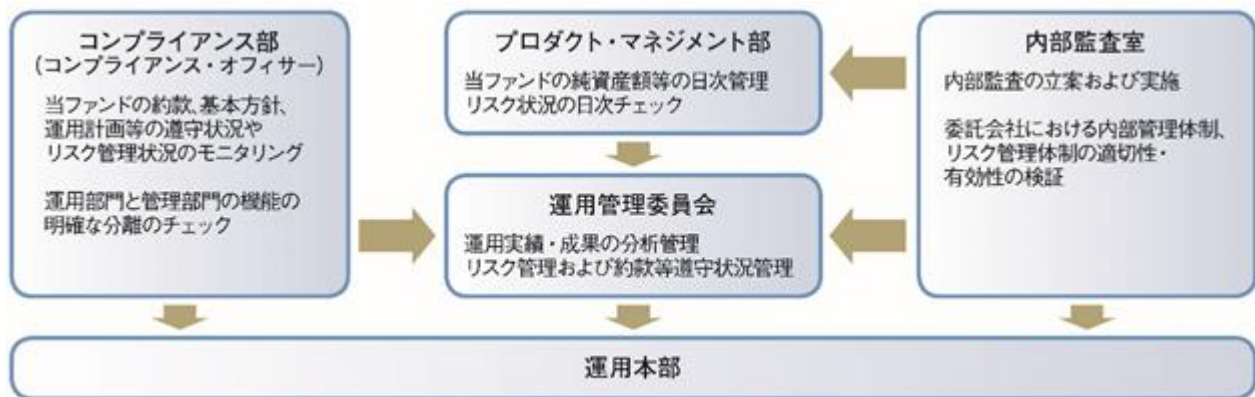 コンプライアンス部
(コンプライアンス・オフィサー)
当ファンドの約款、基本方針、
運用計画等の遵守状況や
リスク管理状況のモニタリング
運用部門と管理部門の機能の
明確な分離のチェック
プロダクト・マネジメント部
当ファンドの純資産額等の日次管理
リスク状況の日次チェック
運用管理委員会
運用実績・成果の分析管理
リスク管理および約款等遵守状況管理
内部監査室
内部監査の立案および実施
委託会社における内部管理体制、
リスク管理体制の適切性・
有効性の検証
運用本部